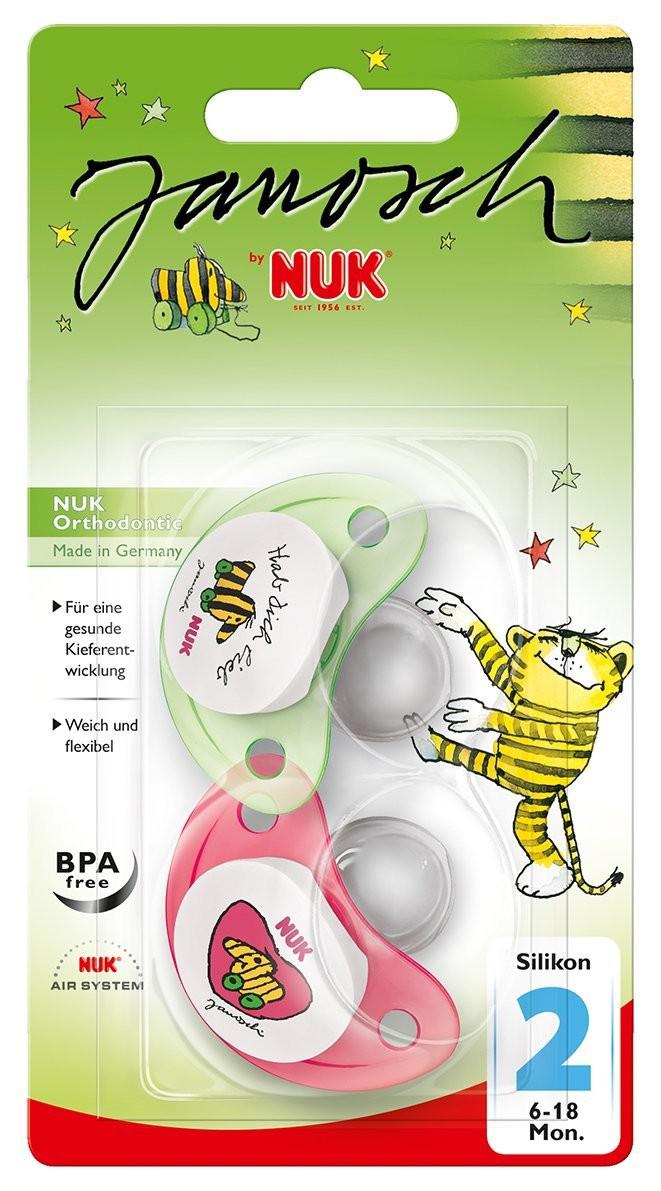 Janosch
by NUK®
SEIT 1956 EST.
NUK
Orthodontic
Made in Germany
Für eine
gesunde
Kieferent-
wicklung
Weich und
flexibel
BPA
free
NUK®
AIR SYSTEM
Hab dich lieb
Janosch
NUK
NUK
Janosch
Silikon
2
6-18
Mon.